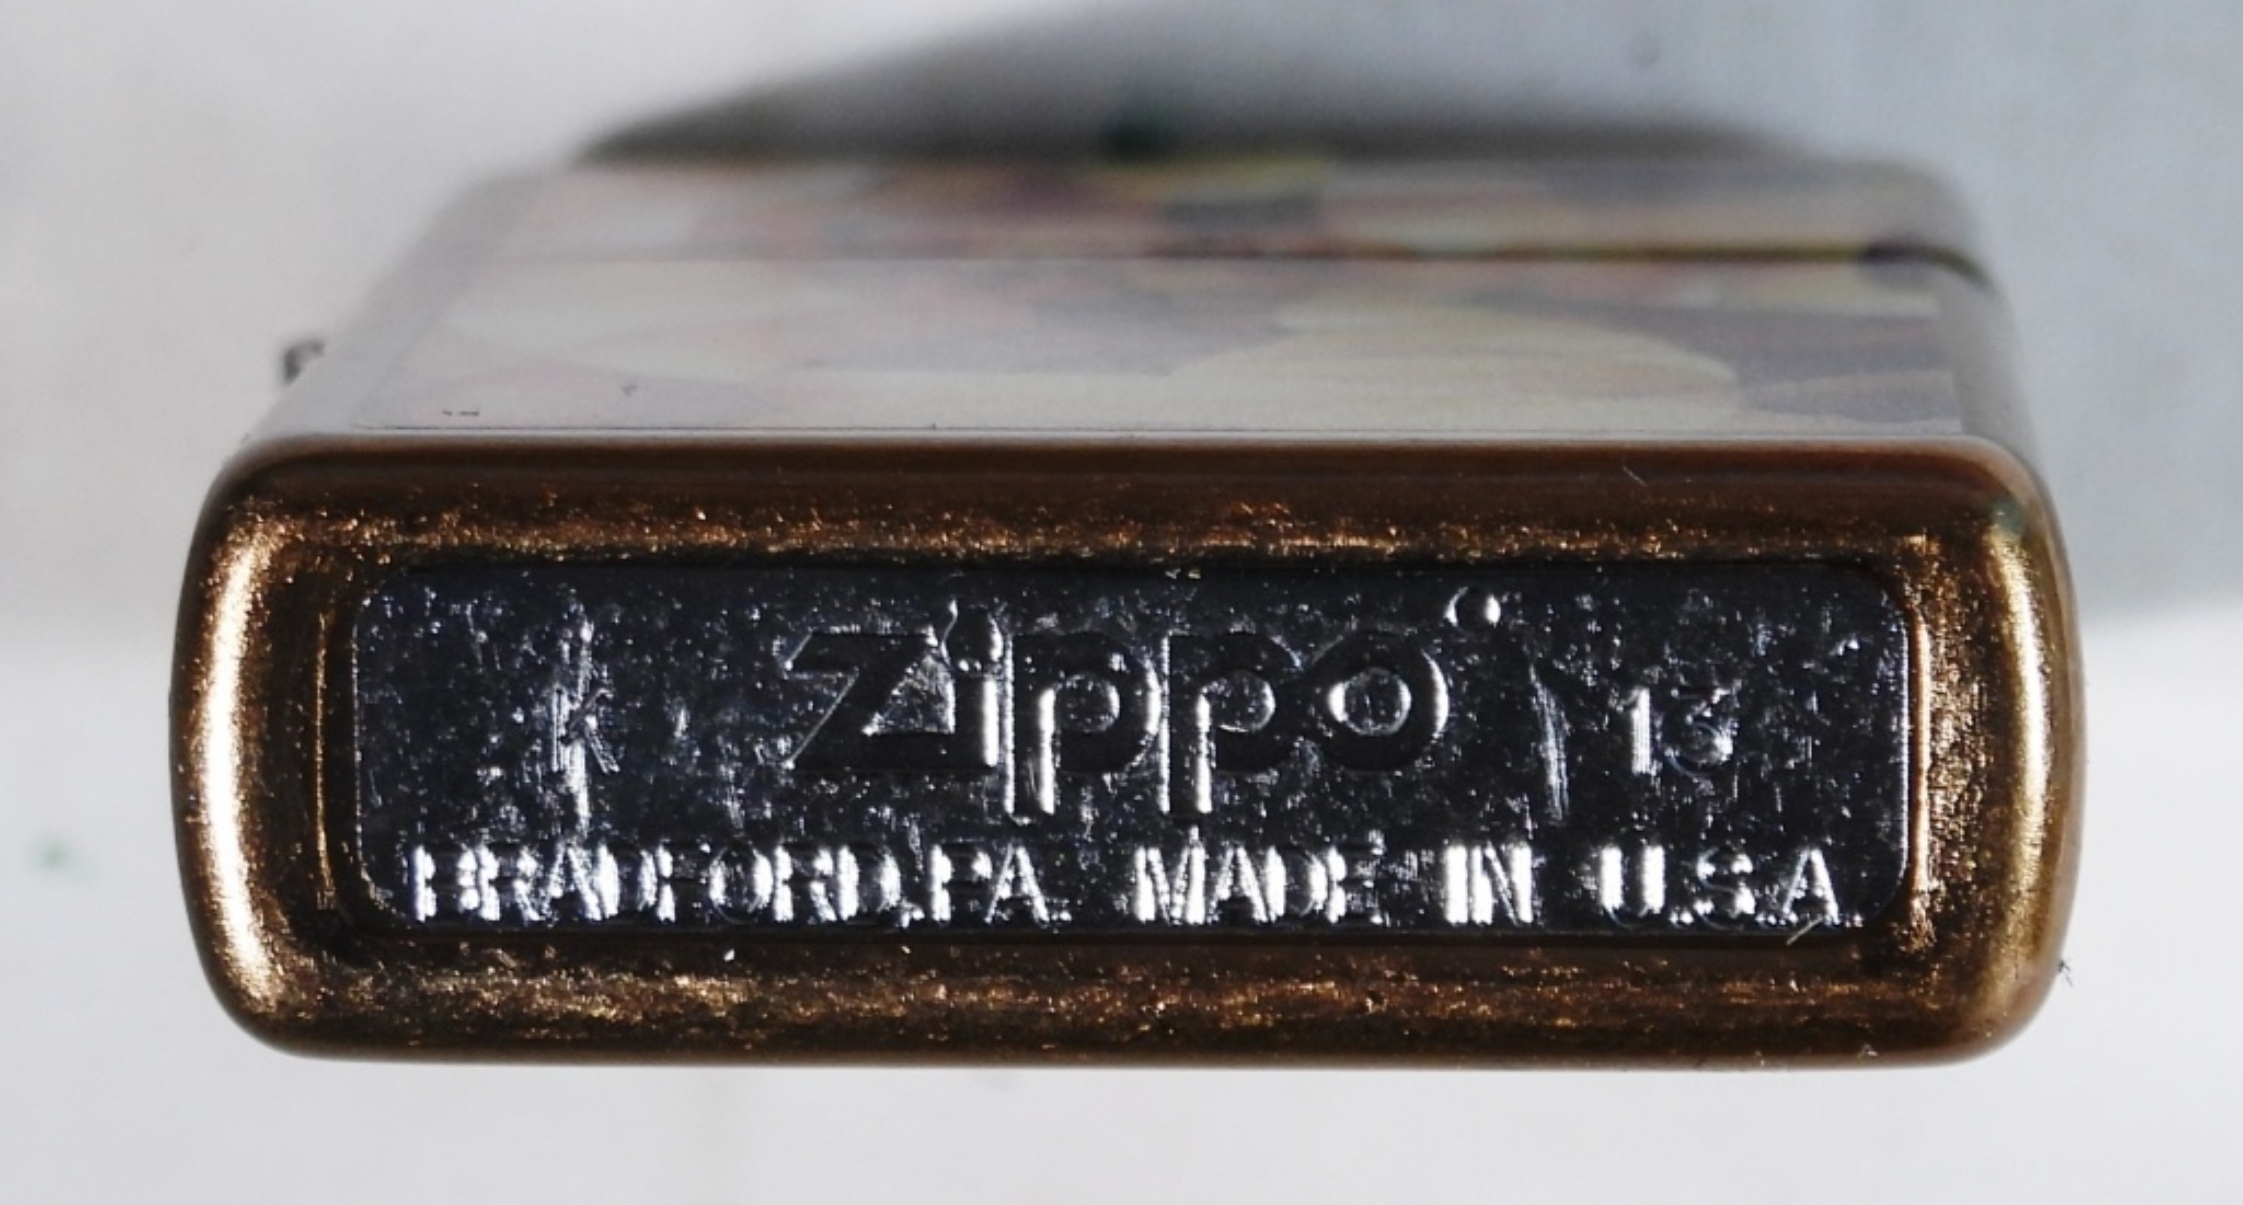 K Zippo 13
BRADFORD,PA. MADE IN U.S.A.